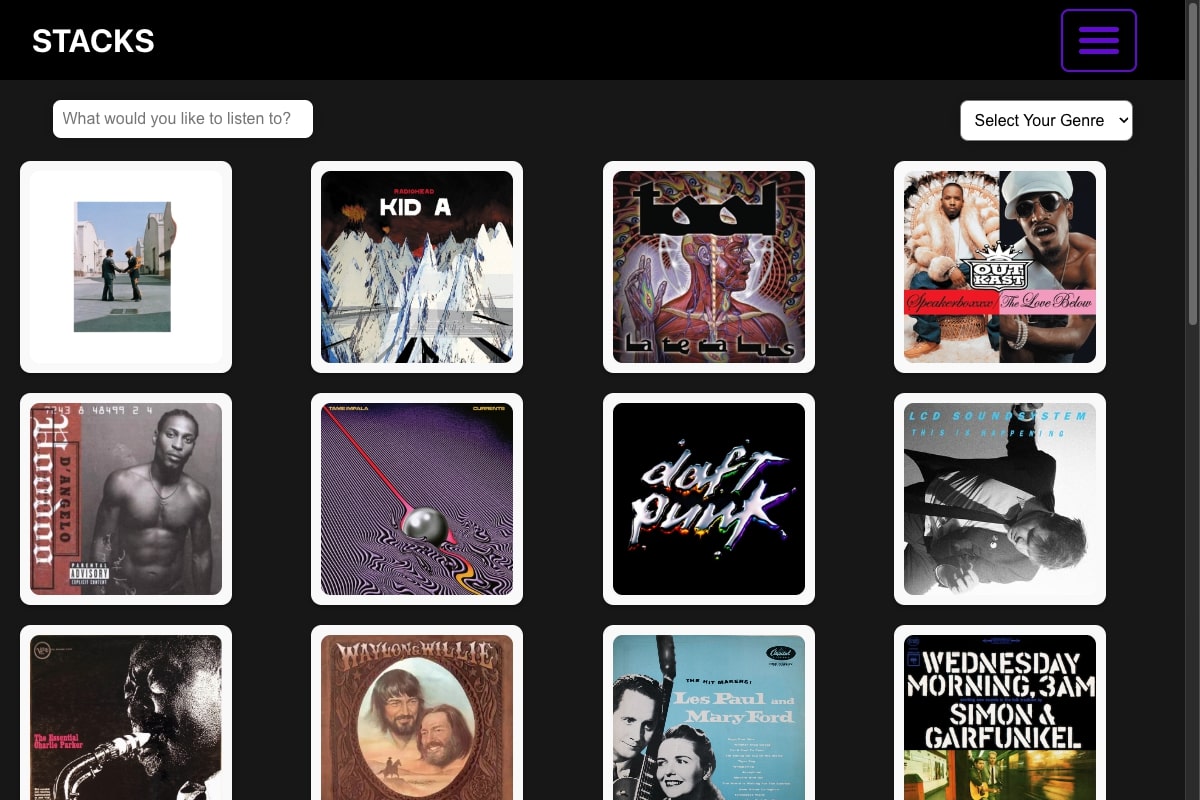 STACKS
What would you like to listen to?
Select Your Genre
RADIOHEAD
KID A
tool
lateralus
OUTKAST
Speakerboxxx
The Love Below
7243 8 48499 2 4
Voodoo
D'ANGELO
PARENTAL
ADVISORY
EXPLICIT CONTENT
TAME IMPALA
CURRENTS
daft
punk
LCD SOUNDSYSTEM
THIS IS HAPPENING
The Essential
Charlie Parker
WAYLON & WILLIE
Capitol
THE HIT MAKERS!
Les Paul and
Mary Ford
WEDNESDAY
MORNING, 3AM
SIMON &
GARFUNKEL